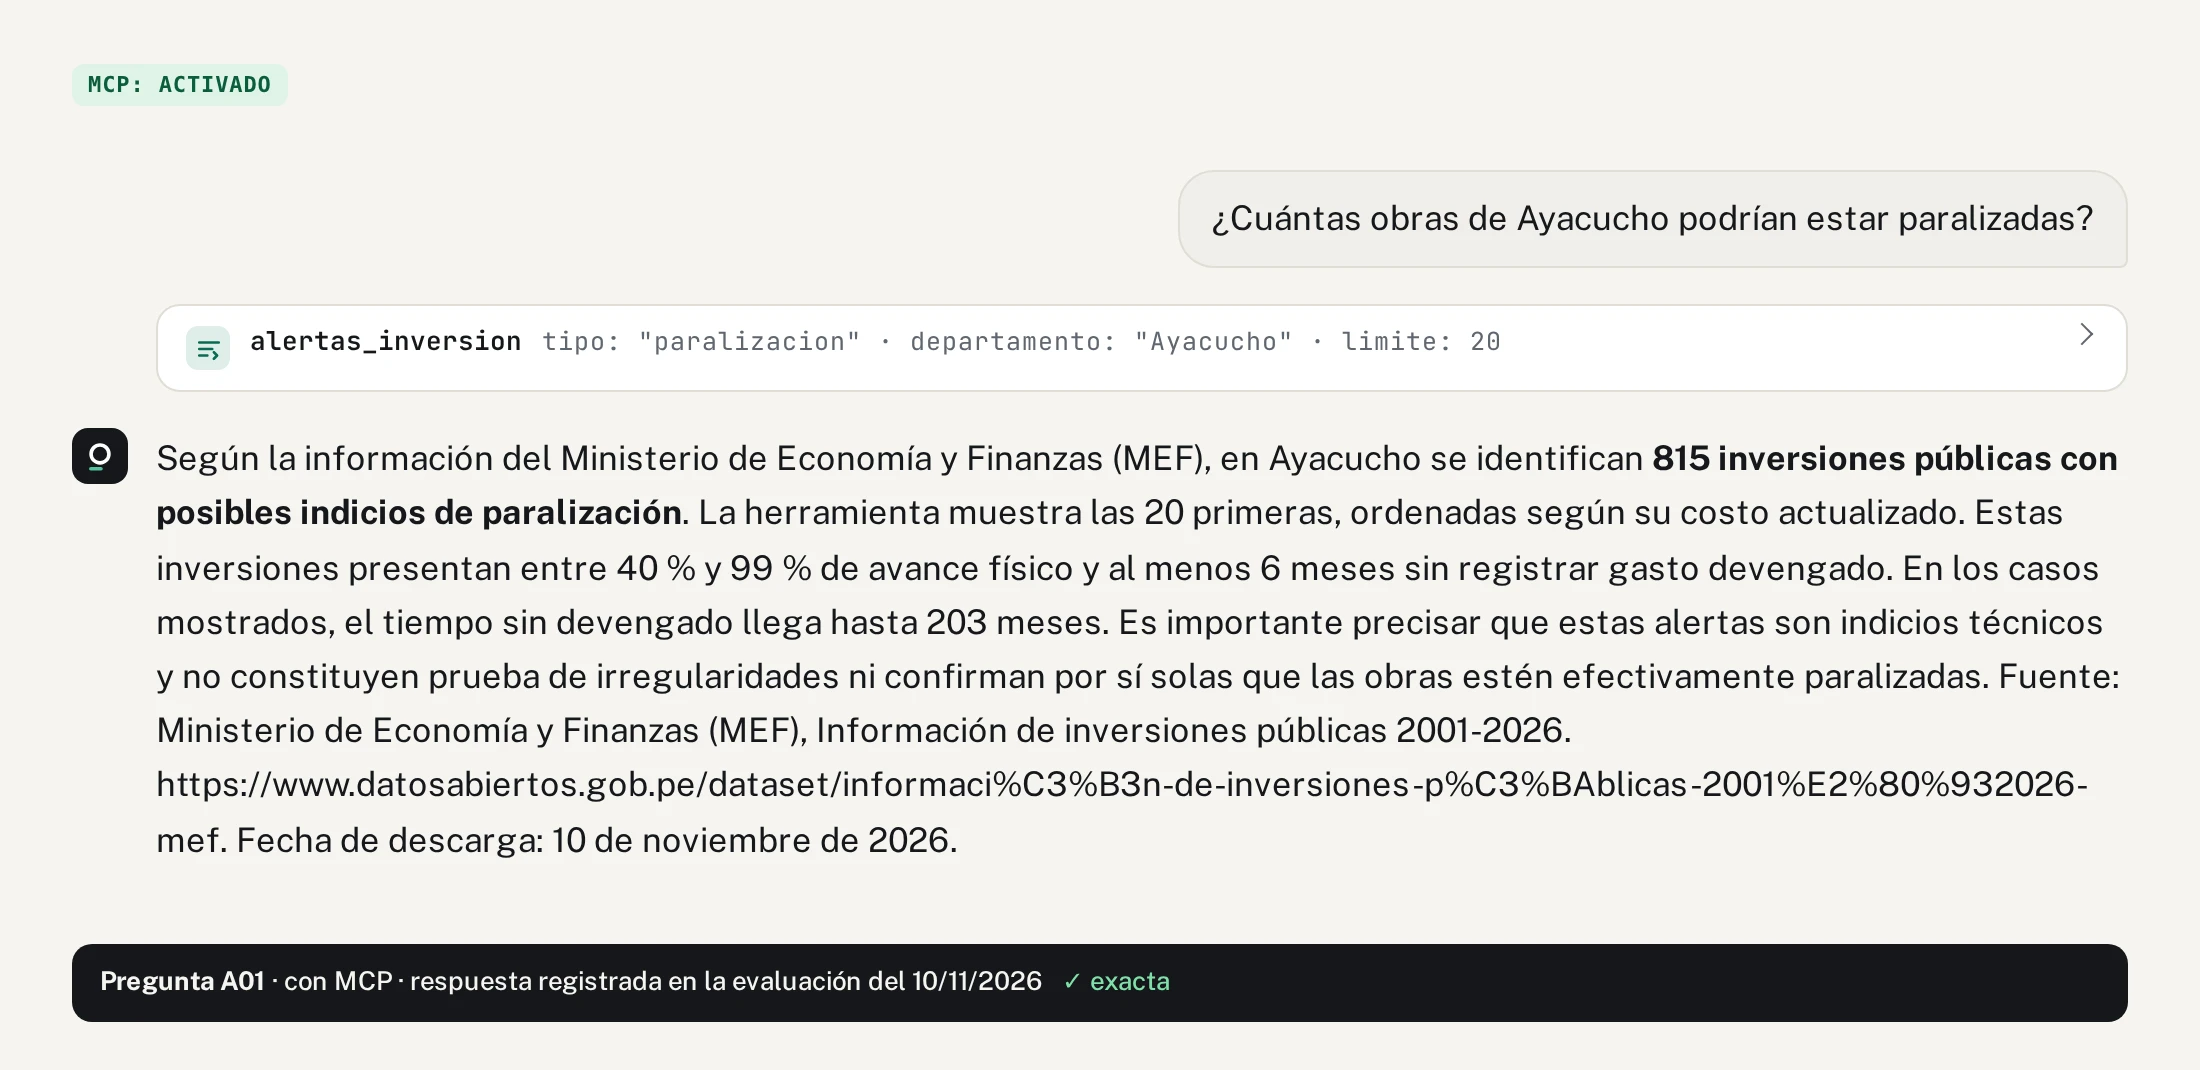 MCP: ACTIVADO
¿Cuántas obras de Ayacucho podrían estar paralizadas?
alertas_inversion tipo: "paralizacion" · departamento: "Ayacucho" · limite: 20
Según la información del Ministerio de Economía y Finanzas (MEF), en Ayacucho se identifican 815 inversiones públicas con
posibles indicios de paralización. La herramienta muestra las 20 primeras, ordenadas según su costo actualizado. Estas
inversiones presentan entre 40 % y 99 % de avance físico y al menos 6 meses sin registrar gasto devengado. En los casos
mostrados, el tiempo sin devengado llega hasta 203 meses. Es importante precisar que estas alertas son indicios técnicos
y no constituyen prueba de irregularidades ni confirman por sí solas que las obras estén efectivamente paralizadas. Fuente:
Ministerio de Economía y Finanzas (MEF), Información de inversiones públicas 2001-2026.
https://www.datosabiertos.gob.pe/dataset/informaci%C3%B3n-de-inversiones-p%C3%BAblicas-2001%E2%80%932026-
mef. Fecha de descarga: 10 de noviembre de 2026.
Pregunta A01 · con MCP · respuesta registrada en la evaluación del 10/11/2026 ✓ exacta